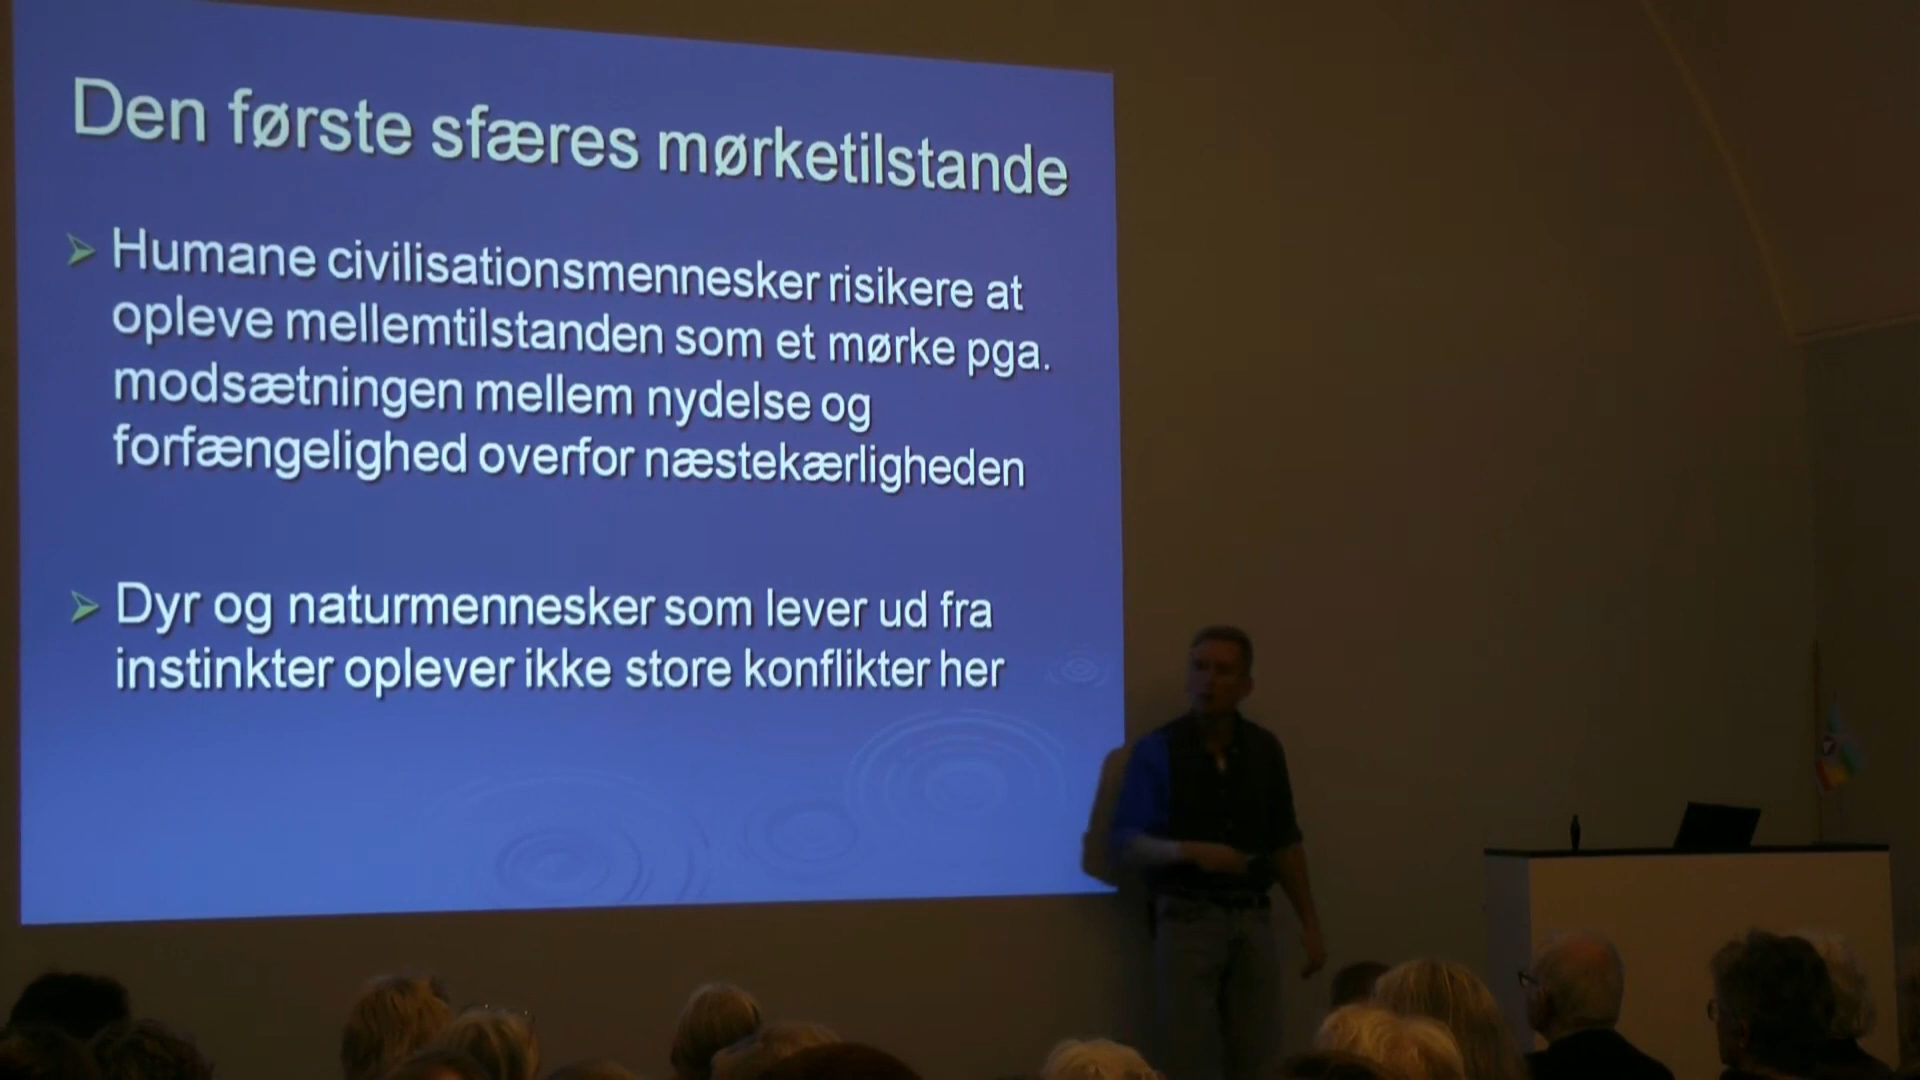 Den første sfæres mørketilstande
Humane civilisationsmennesker risikere at
opleve mellemtilstanden som et mørke pga.
modsætningen mellem nydelse og
forfængelighed overfor næstekærligheden
Dyr og naturmennesker som lever ud fra
instinkter oplever ikke store konflikter her